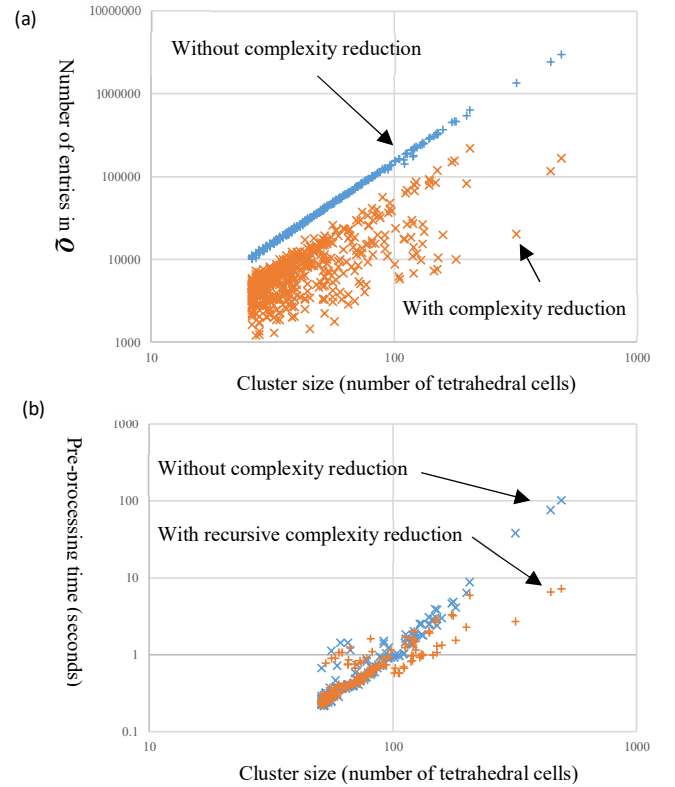 (a)
10000000
Without complexity reduction
1000000
Number of entries in Q
100000
10000
With complexity reduction
1000
10
100
1000
Cluster size (number of tetrahedral cells)
(b)
1000
Pre-processing time (seconds)
Without complexity reduction
100
With recursive complexity reduction
10
1
0.1
10
100
1000
Cluster size (number of tetrahedral cells)